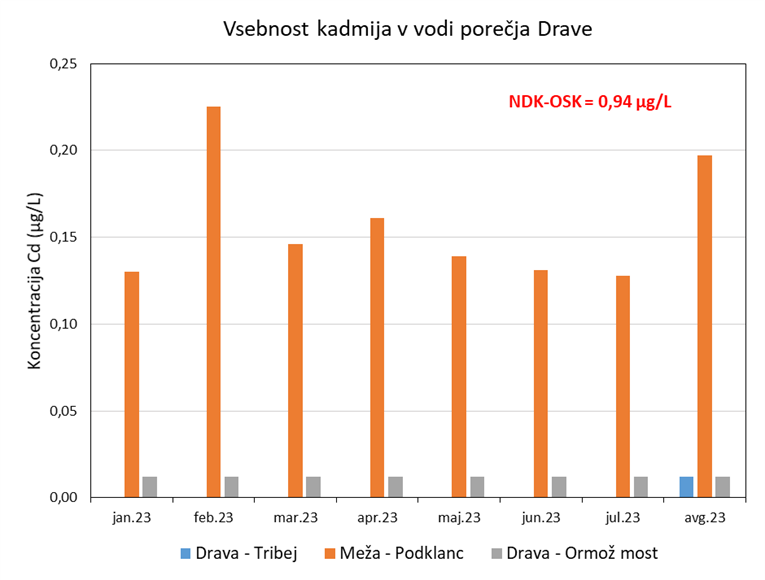 Vsebnost kadmija v vodi porečja Drave
NDK-OSK = 0,94 µg/L
Koncentracija Cd (µg/L)
0,25
0,20
0,15
0,10
0,05
0,00
jan.23 feb.23 mar.23 apr.23 maj.23 jun.23 jul.23 avg.23
Drava - Tribej Meža - Podklanc Drava - Ormož most